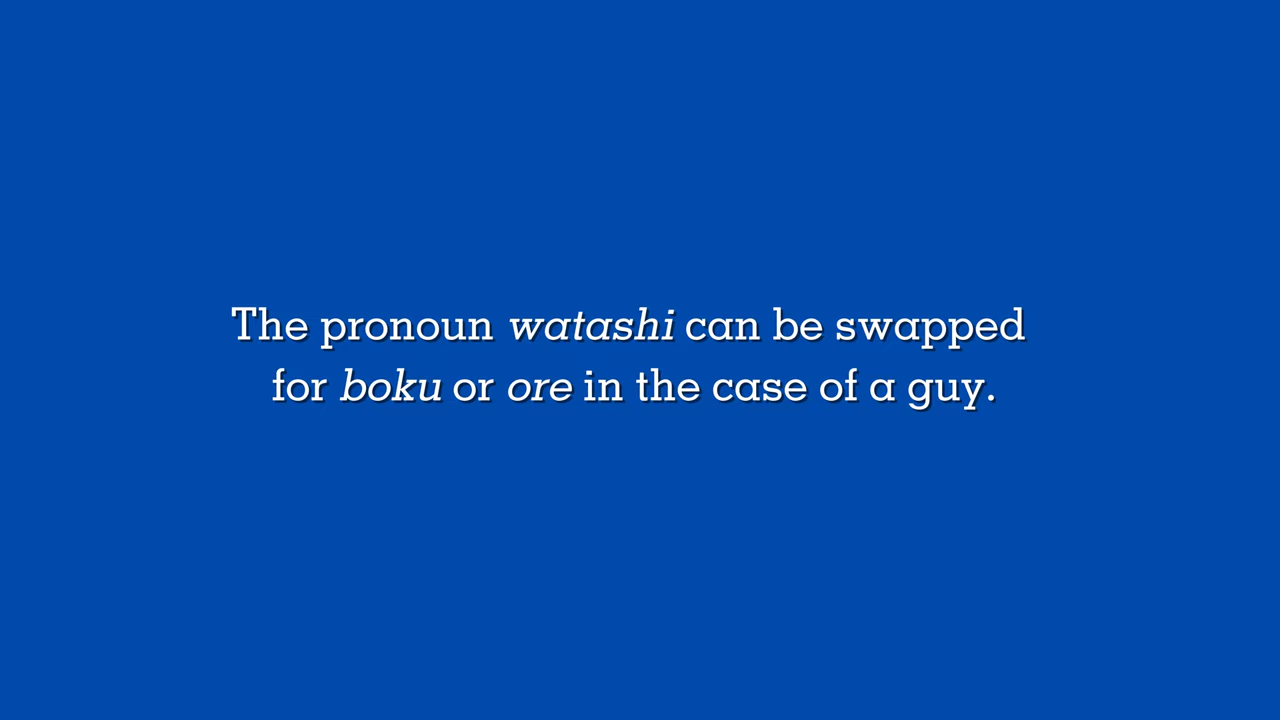 The pronoun watashi can be swapped
for boku or ore in the case of a guy.